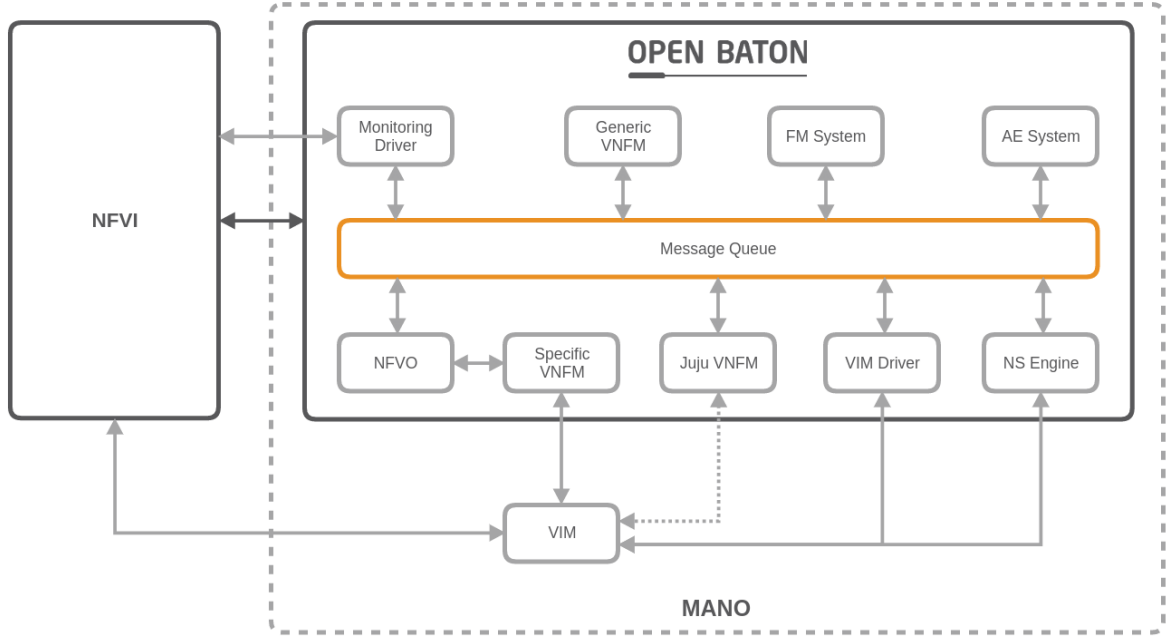 OPEN BATON
Monitoring
Driver
Generic
VNFM
FM System
AE System
NFVI
Message Queue
NFVO
Specific
VNFM
Juju VNFM
VIM Driver
NS Engine
VIM
MANO